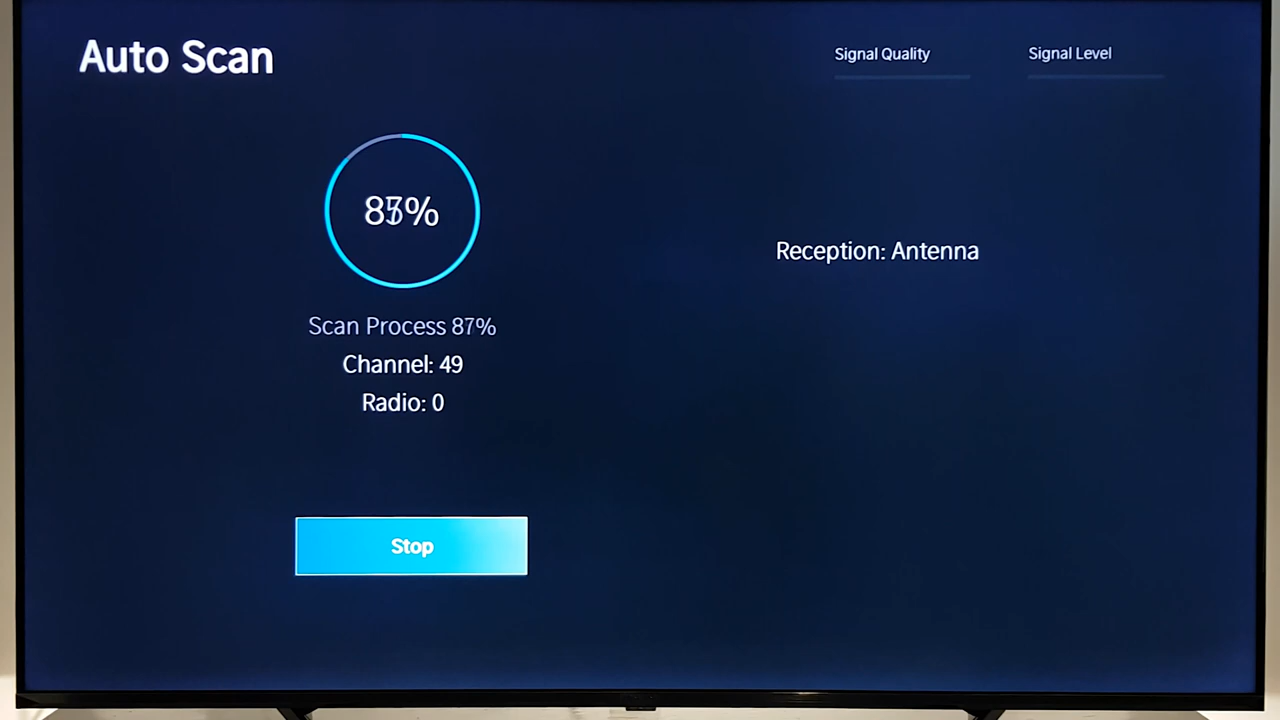 Auto Scan
Signal Quality
Signal Level
Reception: Antenna
Scan Process 87%
Channel: 49
Radio: 0
Stop